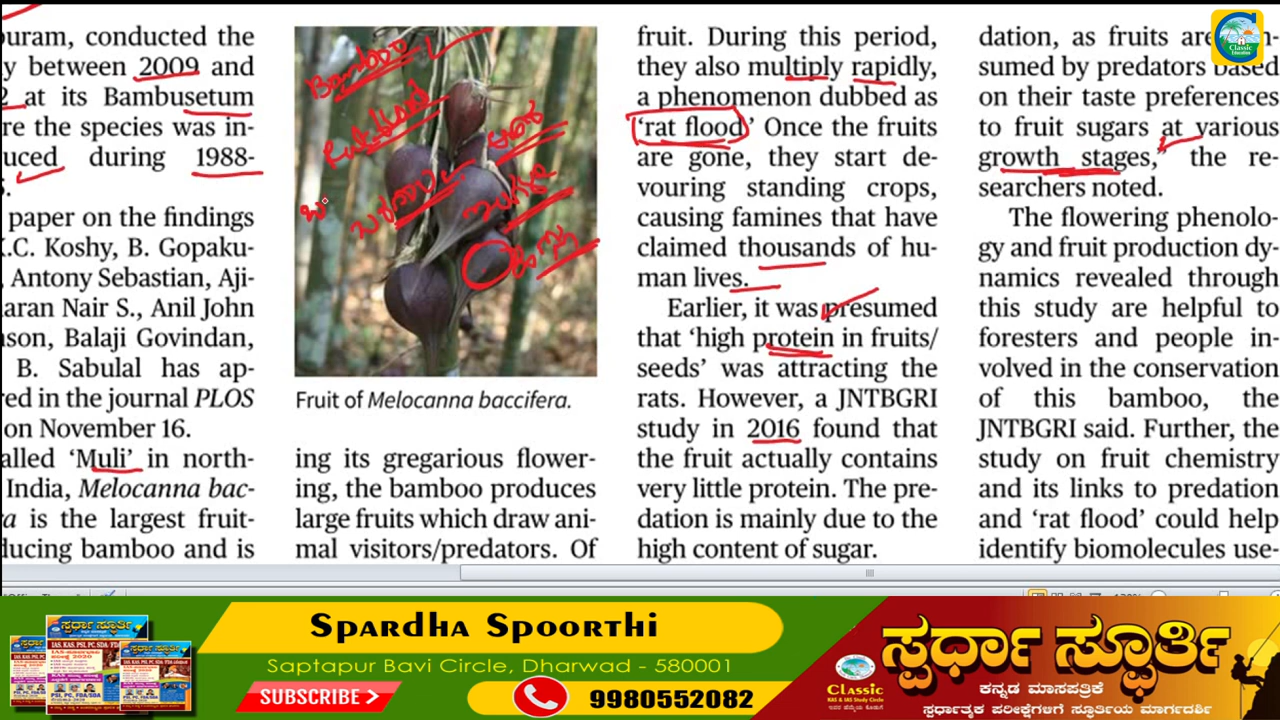 puram, conducted the
y between 2009 and
2 at its Bambusetum
re the species was in-
uced during 1988-
s.
paper on the findings
K.C. Koshy, B. Gopaku-
Antony Sebastian, Aji-
aran Nair S., Anil John
son, Balaji Govindan,
B. Sabulal has ap-
red in the journal PLOS
on November 16.
alled ‘Muli’ in north-
India, Melocanna bac-
a is the largest fruit-
ducing bamboo and is
Bamboo
Fruit of Melocanna baccifera.
ing its gregarious flower-
ing, the bamboo produces
large fruits which draw ani-
mal visitors/predators. Of
fruit. During this period,
they also multiply rapidly,
a phenomenon dubbed as
‘rat flood.’ Once the fruits
are gone, they start de-
vouring standing crops,
causing famines that have
claimed thousands of hu-
man lives.
Earlier, it was presumed
that ‘high protein in fruits/
seeds’ was attracting the
rats. However, a JNTBGRI
study in 2016 found that
the fruit actually contains
very little protein. The pre-
dation is mainly due to the
high content of sugar.
dation, as fruits are
sumed by predators based
on their taste preferences
to fruit sugars at various
growth stages,” the re-
searchers noted.
The flowering phenolo-
gy and fruit production dy-
namics revealed through
this study are helpful to
foresters and people in-
volved in the conservation
of this bamboo, the
JNTBGRI said. Further, the
study on fruit chemistry
and its links to predation
and ‘rat flood’ could help
identify biomolecules use-
Classic
Education
Spardha Spoorthi
Saptapur Bavi Circle, Dharwad - 580001
SUBSCRIBE
9980552082
Classic
KAS & IAS Study Circle
ಸ್ಪರ್ಧಾ ಸ್ಫೂರ್ತಿ
ಕನ್ನಡ ಮಾಸಪತ್ರಿಕೆ
ಸ್ಪರ್ಧಾತ್ಮಕ ಪರೀಕ್ಷೆಗಳಿಗೆ ಸ್ಫೂರ್ತಿಯ ಮಾರ್ಗದರ್ಶಿ